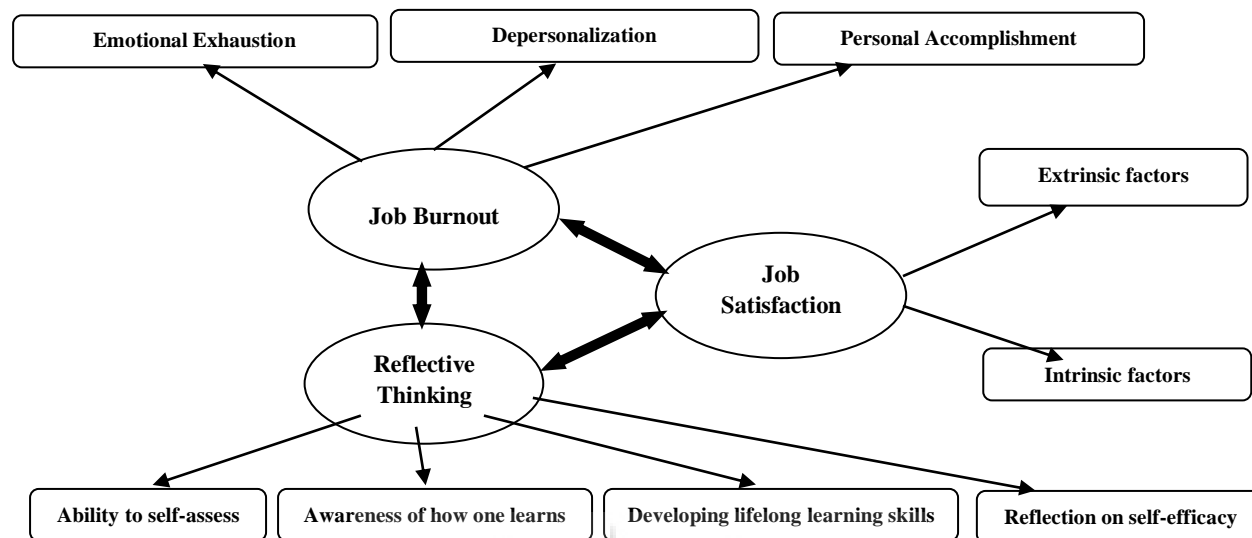 Emotional Exhaustion
Depersonalization
Personal Accomplishment
Extrinsic factors
Job Burnout
Job
Satisfaction
Reflective
Thinking
Intrinsic factors
Ability to self-assess
Awareness of how one learns
Developing lifelong learning skills
Reflection on self-efficacy